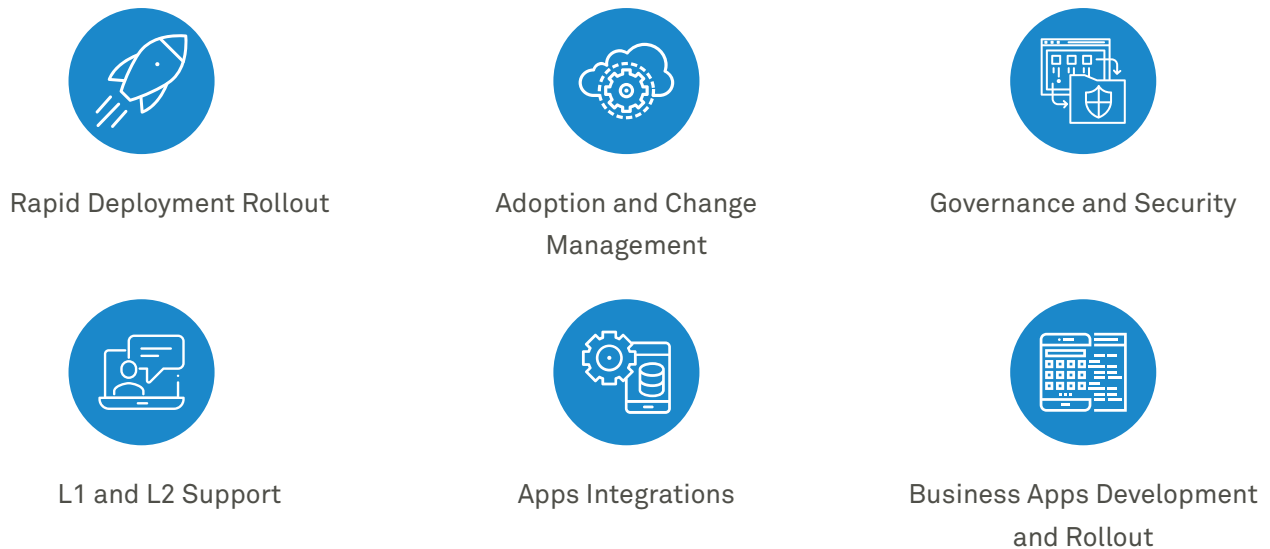 Rapid Deployment Rollout
Adoption and Change
Management
Governance and Security
L1 and L2 Support
Apps Integrations
Business Apps Development
and Rollout